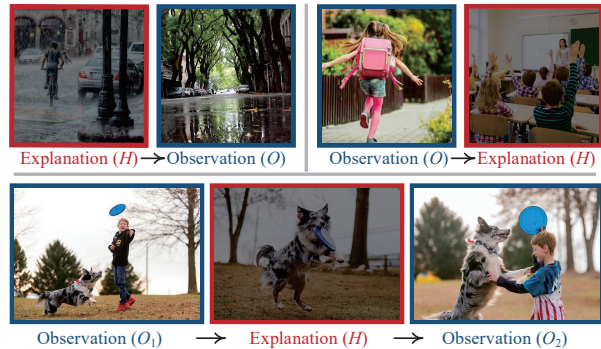 Explanation (H) → Observation (O)
Observation (O) → Explanation (H)
Observation (O₁) → Explanation (H) → Observation (O₂)